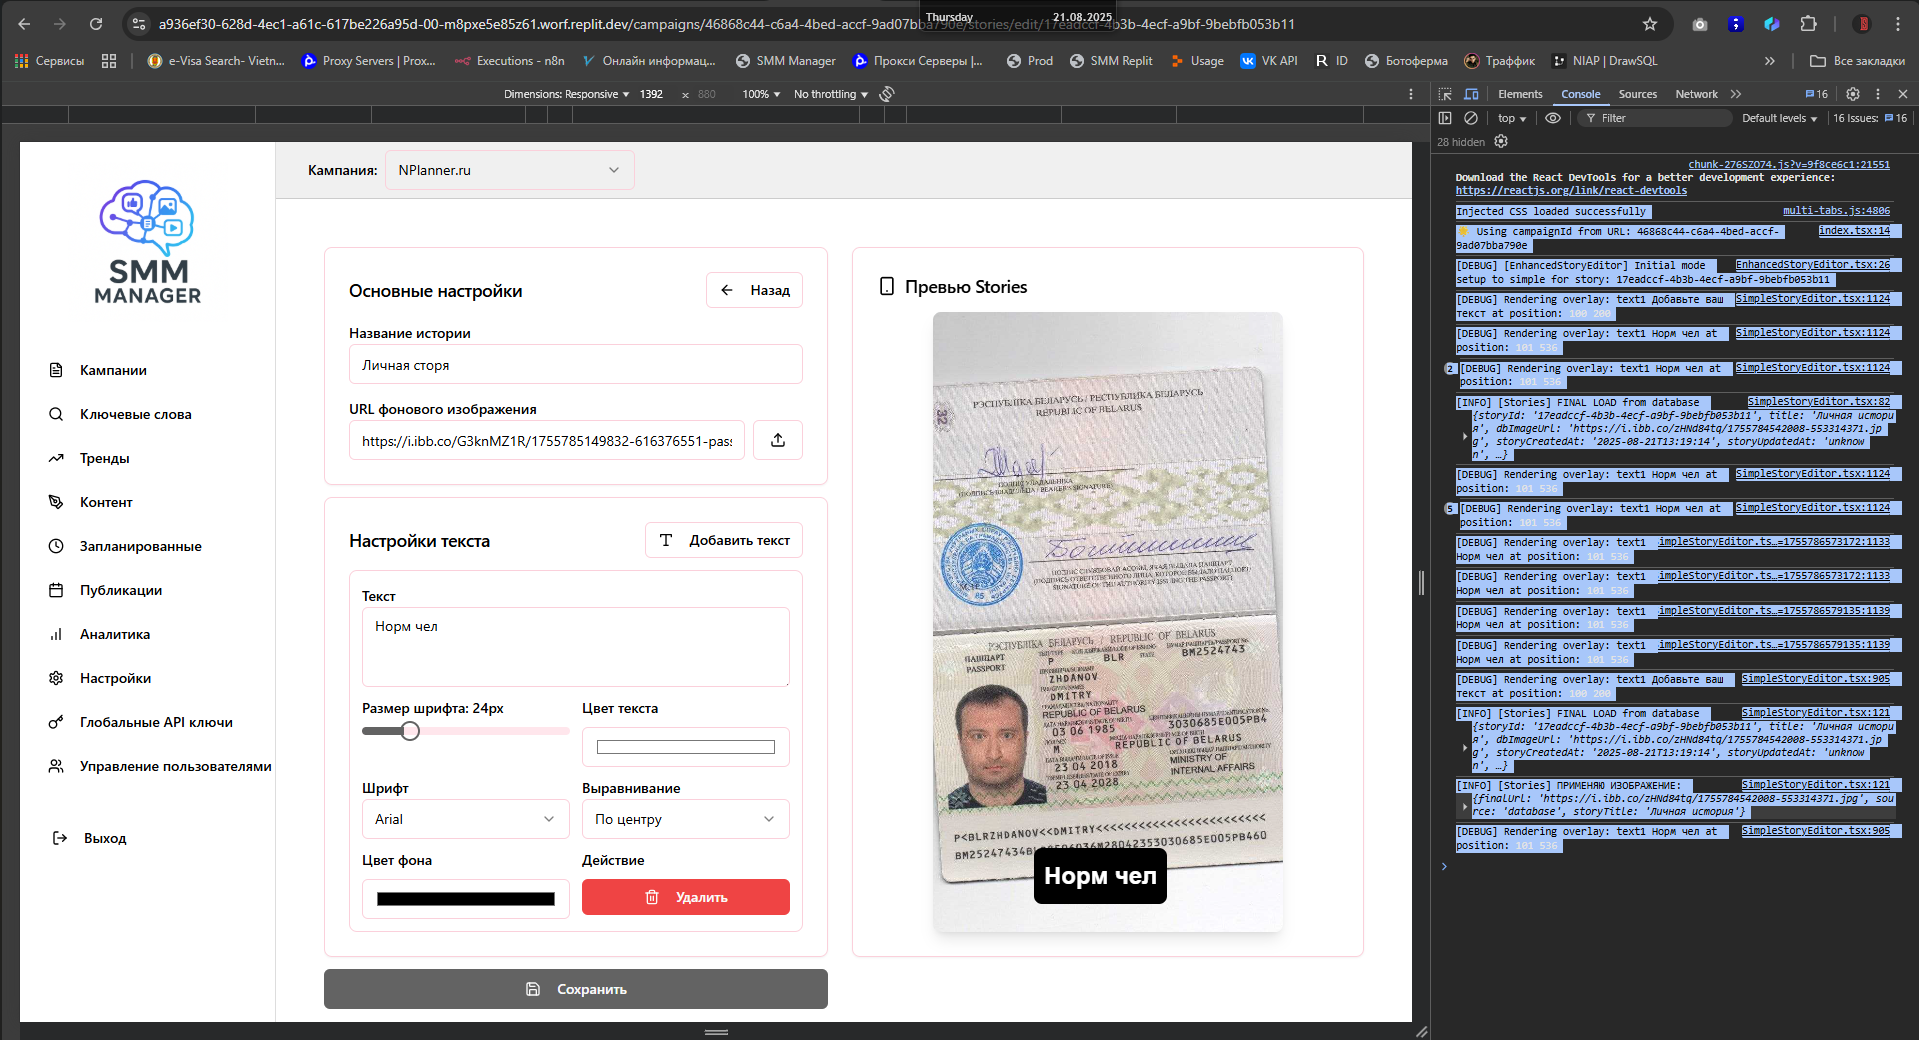 Thursday 21.08.2025
a936ef30-628d-4ec1-a61c-617be226a95d-00-m8pxe5e85z61.worf.replit.dev/campaigns/46868c44-c6a4-4bed-accf-9ad07bba790e/stories/edit/17eadccf-4b3b-4ecf-a9bf-9bebfb053b11
Сервисы
e-Visa Search- Vietn...
Proxy Servers | Prox...
Executions - n8n
Онлайн информац...
SMM Manager
Прокси Серверы |...
Prod
SMM Replit
Usage
VK API
ID
Ботоферма
Траффик
NIAP | DrawSQL
Все закладки
Dimensions: Responsive 1392 × 880 100% No throttling
Elements Console Sources Network 16
top Filter Default levels 16 Issues: 16
28 hidden
Кампания: NPlanner.ru
SMM
MANAGER
Кампании
Ключевые слова
Тренды
Контент
Запланированные
Публикации
Аналитика
Настройки
Глобальные API ключи
Управление пользователями
Выход
Основные настройки
Назад
Название истории
Личная сторя
URL фонового изображения
https://i.ibb.co/G3knMZ1R/1755785149832-616376551-pas
Настройки текста
Добавить текст
Текст
Норм чел
Размер шрифта: 24px
Цвет текста
Шрифт
Arial
Выравнивание
По центру
Цвет фона
Действие
Удалить
Сохранить
Превью Stories
РЭСПУБЛІКА БЕЛАРУСЬ / РЕСПУБЛИКА БЕЛАРУСЬ
REPUBLIC OF BELARUS
РЭСПУБЛІКА БЕЛАРУСЬ / REPUBLIC OF BELARUS
ПАШПАРТ
PASSPORT
P
BLR
BM2524743
ZHDANOV
DMITRY
REPUBLIC OF BELARUS
03 06 1985
3030685E005PB4
M
REPUBLIC OF BELARUS
23 04 2018
MINISTRY OF
INTERNAL AFFAIRS
23 04 2028
P<BLRZHDANOV<<DMITRY<<<<<<<<<<<<<<<<<<<<<<<<
Норм чел
chunk-276SZO74.js?v=9f8ce6c1:21551
Download the React DevTools for a better development experience:
https://reactjs.org/link/react-devtools
Injected CSS loaded successfully multi-tabs.js:4806
Using campaignId from URL: 46868c44-c6a4-4bed-accf- index.tsx:14
9ad07bba790e
[DEBUG] [EnhancedStoryEditor] Initial mode EnhancedStoryEditor.tsx:26
setup to simple for story: 17eadccf-4b3b-4ecf-a9bf-9bebfb053b11
[DEBUG] Rendering overlay: text1 Добавьте ваш SimpleStoryEditor.tsx:1124
текст at position: 100 200
[DEBUG] Rendering overlay: text1 Норм чел at SimpleStoryEditor.tsx:1124
position: 101 536
2 [DEBUG] Rendering overlay: text1 Норм чел at SimpleStoryEditor.tsx:1124
position: 101 536
[INFO] [Stories] FINAL LOAD from database SimpleStoryEditor.tsx:82
{storyId: '17eadccf-4b3b-4ecf-a9bf-9bebfb053b11', title: 'Личная истори
я', dbImageUrl: 'https://i.ibb.co/zHNd84tq/1755784542008-553314371.jp
g', storyCreatedAt: '2025-08-21T13:19:14', storyUpdatedAt: 'unknow
n', …}
[DEBUG] Rendering overlay: text1 Норм чел at SimpleStoryEditor.tsx:1124
position: 101 536
5 [DEBUG] Rendering overlay: text1 Норм чел at SimpleStoryEditor.tsx:1124
position: 101 536
[DEBUG] Rendering overlay: text1 impleStoryEditor.ts…=1755786573172:1133
Норм чел at position: 101 536
[DEBUG] Rendering overlay: text1 impleStoryEditor.ts…=1755786573172:1133
Норм чел at position: 101 536
[DEBUG] Rendering overlay: text1 impleStoryEditor.ts…=1755786579135:1139
Норм чел at position: 101 536
[DEBUG] Rendering overlay: text1 impleStoryEditor.ts…=1755786579135:1139
Норм чел at position: 101 536
[DEBUG] Rendering overlay: text1 Добавьте ваш SimpleStoryEditor.tsx:905
текст at position: 100 200
[INFO] [Stories] FINAL LOAD from database SimpleStoryEditor.tsx:121
{storyId: '17eadccf-4b3b-4ecf-a9bf-9bebfb053b11', title: 'Личная истори
я', dbImageUrl: 'https://i.ibb.co/zHNd84tq/1755784542008-553314371.jp
g', storyCreatedAt: '2025-08-21T13:19:14', storyUpdatedAt: 'unknow
n', …}
[INFO] [Stories] ПРИМЕНЯЮ ИЗОБРАЖЕНИЕ: SimpleStoryEditor.tsx:121
{finalUrl: 'https://i.ibb.co/zHNd84tq/1755784542008-553314371.jpg', sou
rce: 'database', storyTitle: 'Личная история'}
[DEBUG] Rendering overlay: text1 Норм чел at SimpleStoryEditor.tsx:905
position: 101 536